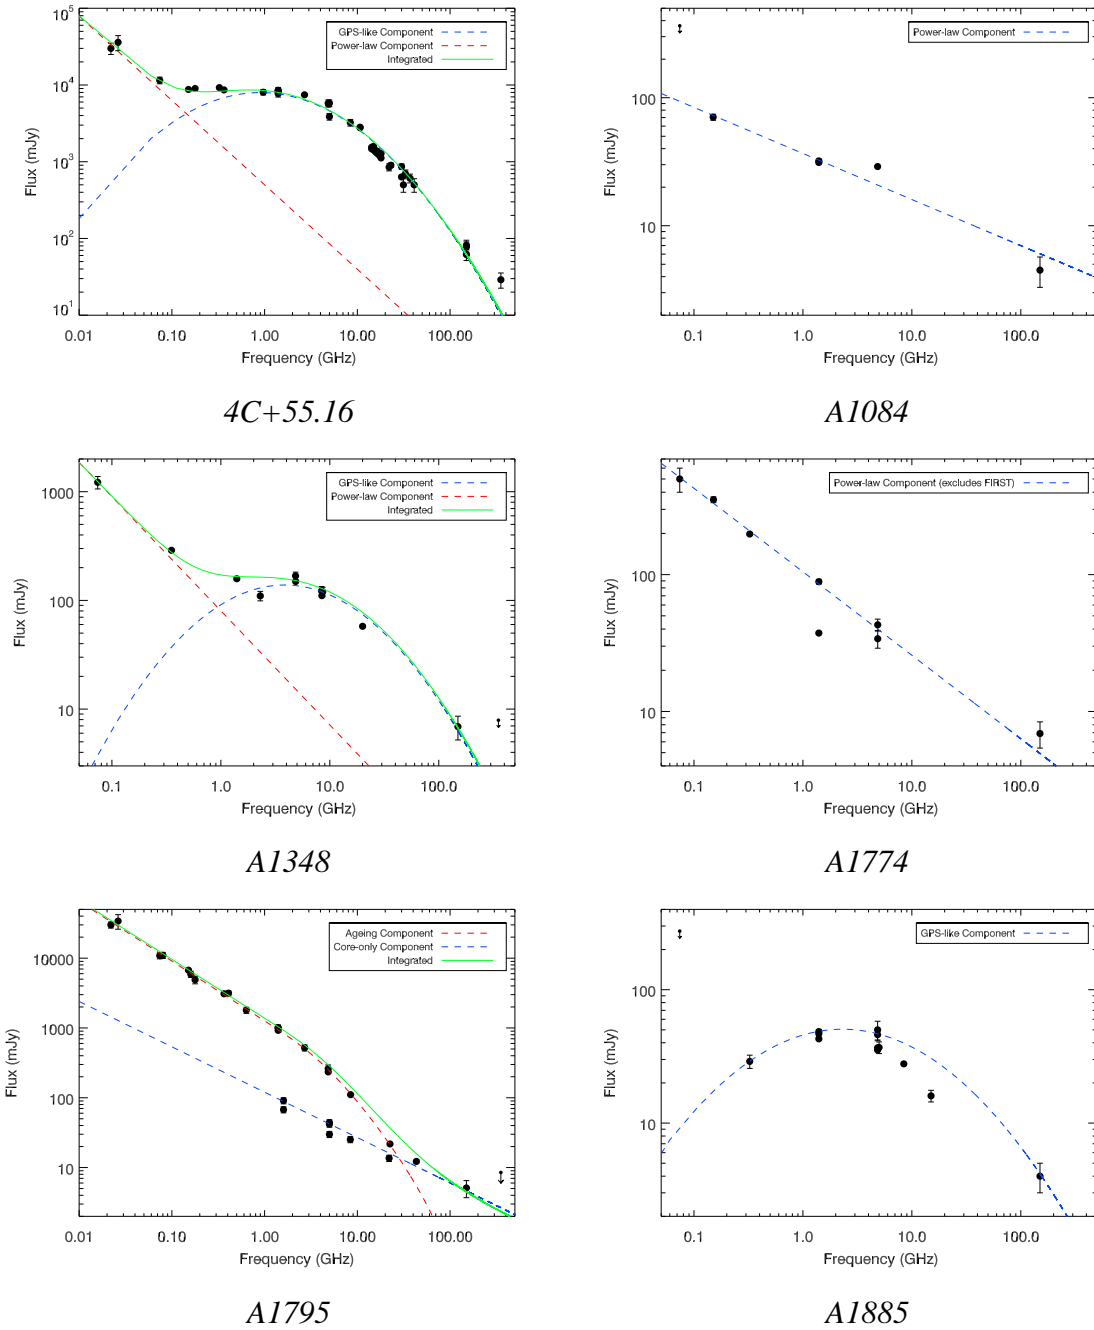 10^5
10^4
10^3
10^2
10^1
Flux (mJy)
0.01 0.10 1.00 10.00 100.00
Frequency (GHz)
GPS-like Component
Power-law Component
Integrated
4C+55.16
100
10
Flux (mJy)
0.1 1.0 10.0 100.0
Frequency (GHz)
Power-law Component
A1084
1000
100
10
Flux (mJy)
0.1 1.0 10.0 100.0
Frequency (GHz)
GPS-like Component
Power-law Component
Integrated
A1348
100
10
Flux (mJy)
0.1 1.0 10.0 100.0
Frequency (GHz)
Power-law Component (excludes FIRST)
A1774
10000
1000
100
10
Flux (mJy)
0.01 0.10 1.00 10.00 100.00
Frequency (GHz)
Ageing Component
Core-only Component
Integrated
A1795
100
10
Flux (mJy)
0.1 1.0 10.0 100.0
Frequency (GHz)
GPS-like Component
A1885